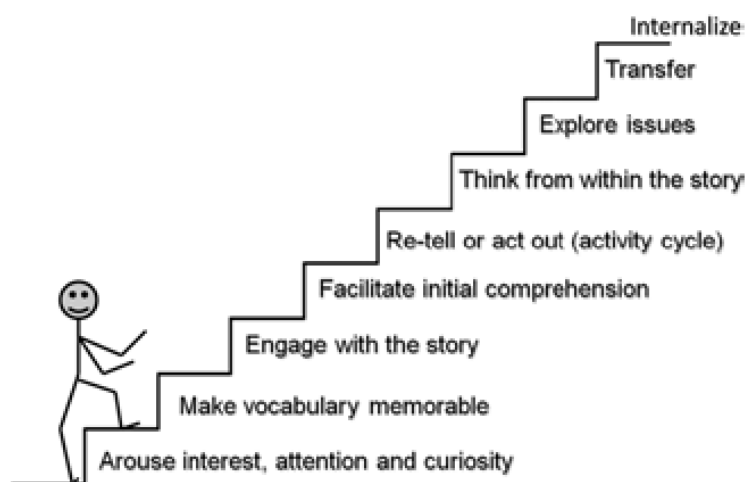 Internalize
Transfer
Explore issues
Think from within the story
Re-tell or act out (activity cycle)
Facilitate initial comprehension
Engage with the story
Make vocabulary memorable
Arouse interest, attention and curiosity